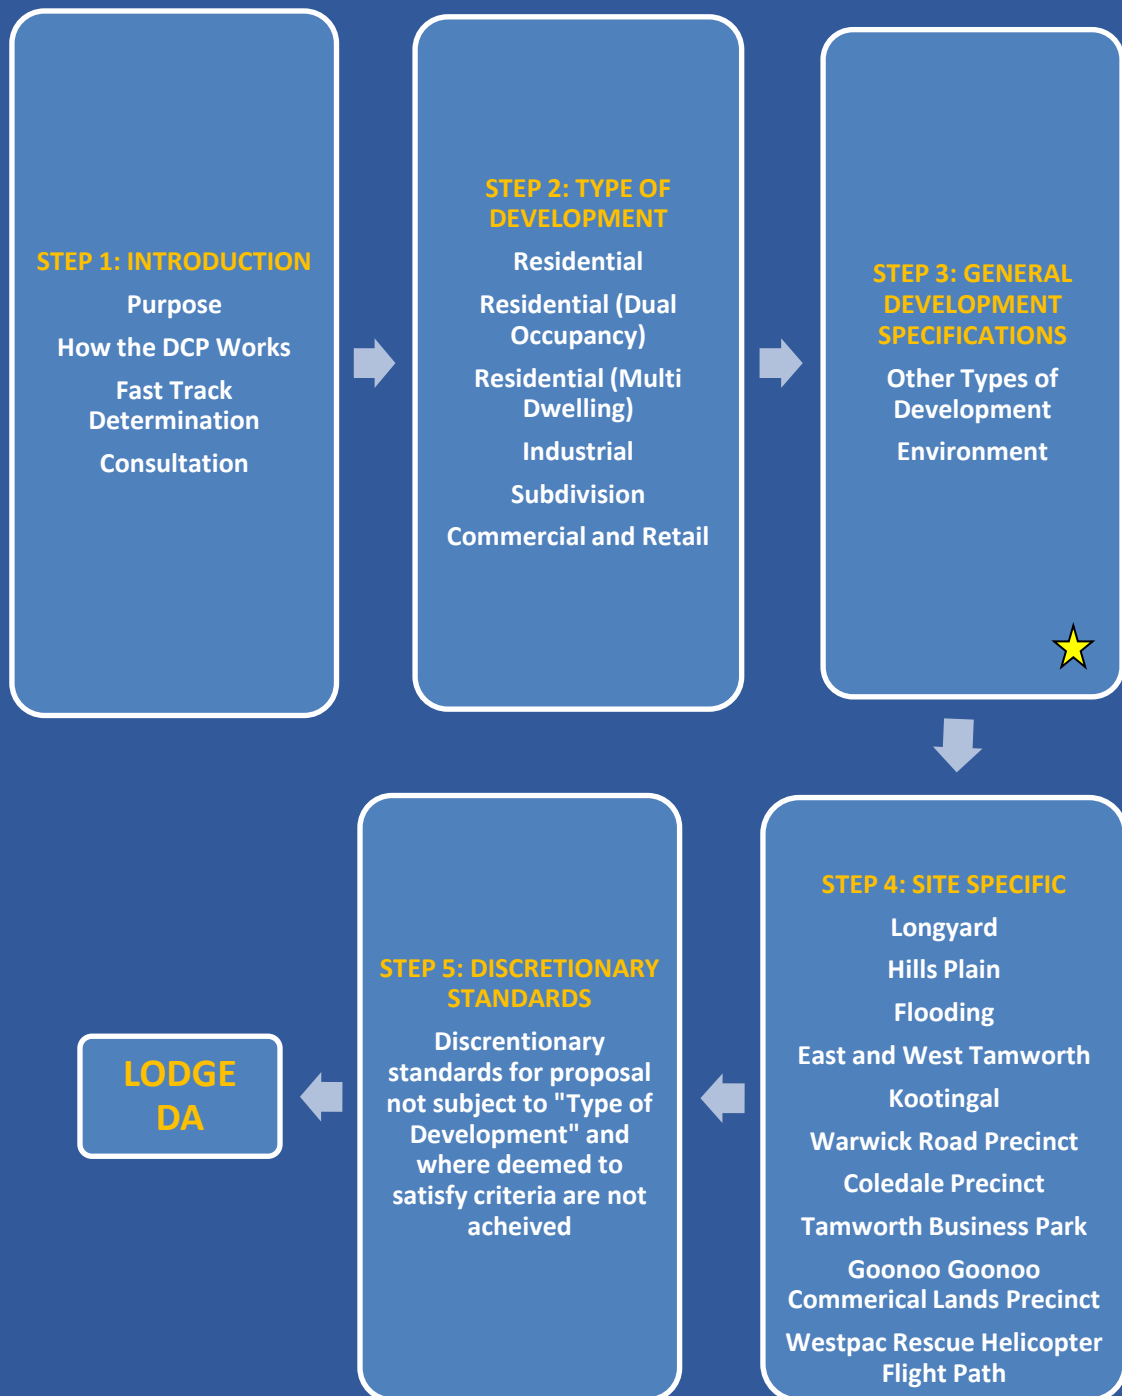 STEP 1: INTRODUCTION
Purpose
How the DCP Works
Fast Track
Determination
Consultation
STEP 2: TYPE OF
DEVELOPMENT
Residential
Residential (Dual
Occupancy)
Residential (Multi
Dwelling)
Industrial
Subdivision
Commercial and Retail
STEP 3: GENERAL
DEVELOPMENT
SPECIFICATIONS
Other Types of
Development
Environment
STEP 4: SITE SPECIFIC
Longyard
Hills Plain
Flooding
East and West Tamworth
Kootingal
Warwick Road Precinct
Coledale Precinct
Tamworth Business Park
Goonoo Goonoo
Commerical Lands Precinct
Westpac Rescue Helicopter
Flight Path
STEP 5: DISCRETIONARY
STANDARDS
Discrentionary
standards for proposal
not subject to "Type of
Development" and
where deemed to
satisfy criteria are not
acheived
LODGE
DA